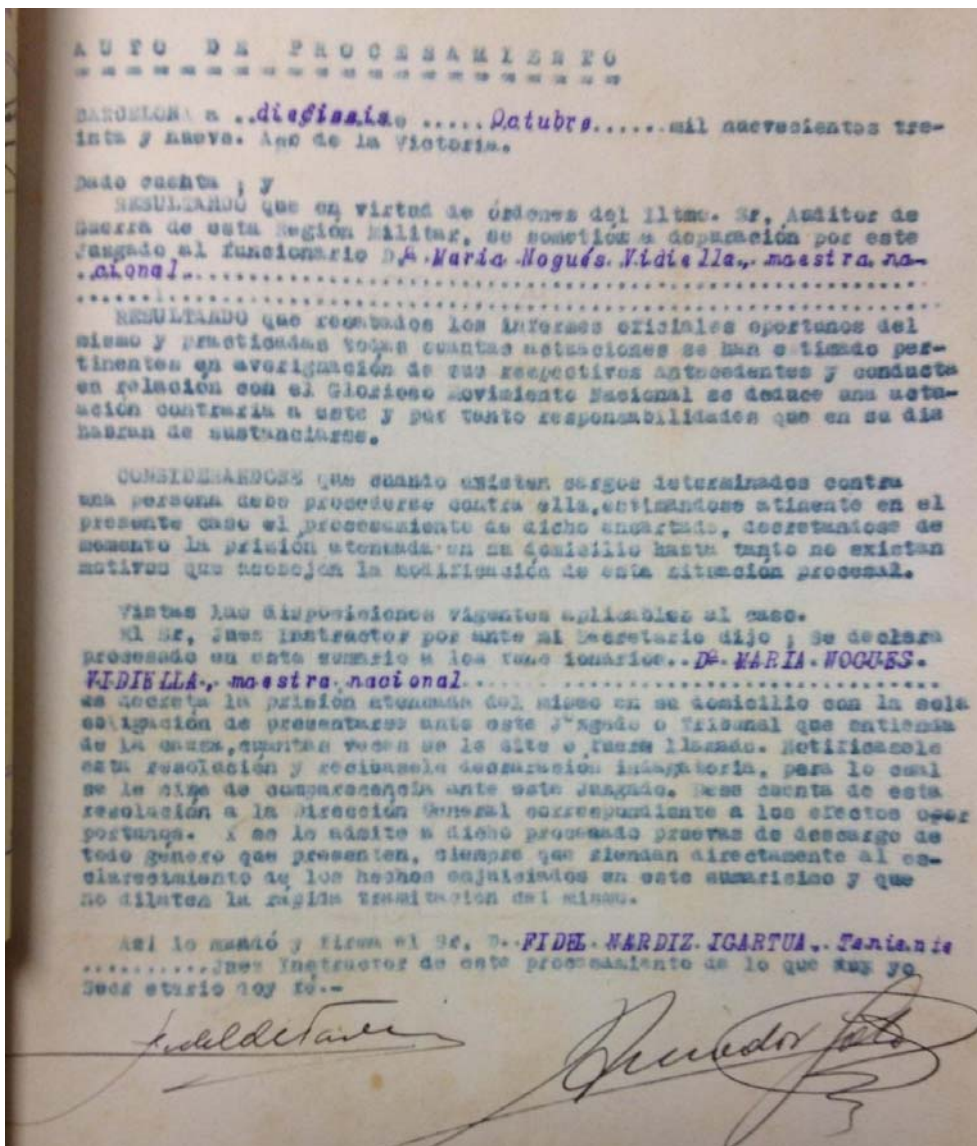 AUTO DE PROCESAMIENTO
BARCELONA a ..dieciseis ..... Octubre......mil novecientos tre-
inta y nueve. Año de la Victoria.
Dado cuenta ; y
RESULTANDO que en virtud de órdenes del Iltmo. Sr. Auditor de
Guerra de esta Región Militar, se sometió a depuración por este
Juzgado al funcionario D.ª María Nogués Vidiella., maestra na-
cional
RESULTANDO que recabados los informes oficiales oportunos del
mismo y practicadas todas cuantas actuaciones se han estimado per-
tinentes en averiguación de sus respectivos antecedentes y conducta
en relación con el Glorioso Movimiento Nacional se deduce una actu-
ación contraria a este y por tanto responsabilidades que en su dia
habran de sustanciarse.
CONSIDERANDOSE que cuando existen cargos determinados contra
una persona debe procederse contra ella,estimandose atinente en el
presente caso el procesamiento de dicho encartado, decretandose de
momento la prisión atenuada en su domicilio hasta tanto no existan
motivos que aconsejen la modificación de esta situación procesal.
Vistas las disposiciones vigentes aplicables al caso.
El Sr. Juez Instructor por ante mi Secretario dijo ; Se declara
procesado en este sumario a los funcionarios.. Dª MARIA NOGUES
VIDIELLA., maestra nacional
se decreta la prisión atenuada del mismo en su domicilio con la sola
obligación de presentarse ante este Juzgado o Tribunal que entienda
de la causa,cuantas veces se le cite o fuere llamado. Notifíquesele
esta resolución y recibasele declaración indagatoria, para lo cual
se le cita de comparecencia ante este Juzgado. Dese cuenta de esta
resolución a la Dirección General correspondiente a los efectos opor
portunos. Y se le admite a dicho procesado pruevas de descargo de
todo género que presenten, siempre que tiendan directamente al es-
clarecimiento de los hechos enjuiciados en este sumarisimo y que
no dilaten la rápida tramitación del mismo.
Así lo mandó y firma el Sr. D. FIDEL NARDIZ IGARTUA., Teniente
..........Juez Instructor de este procesamiento de lo que
Secretario doy fé.-